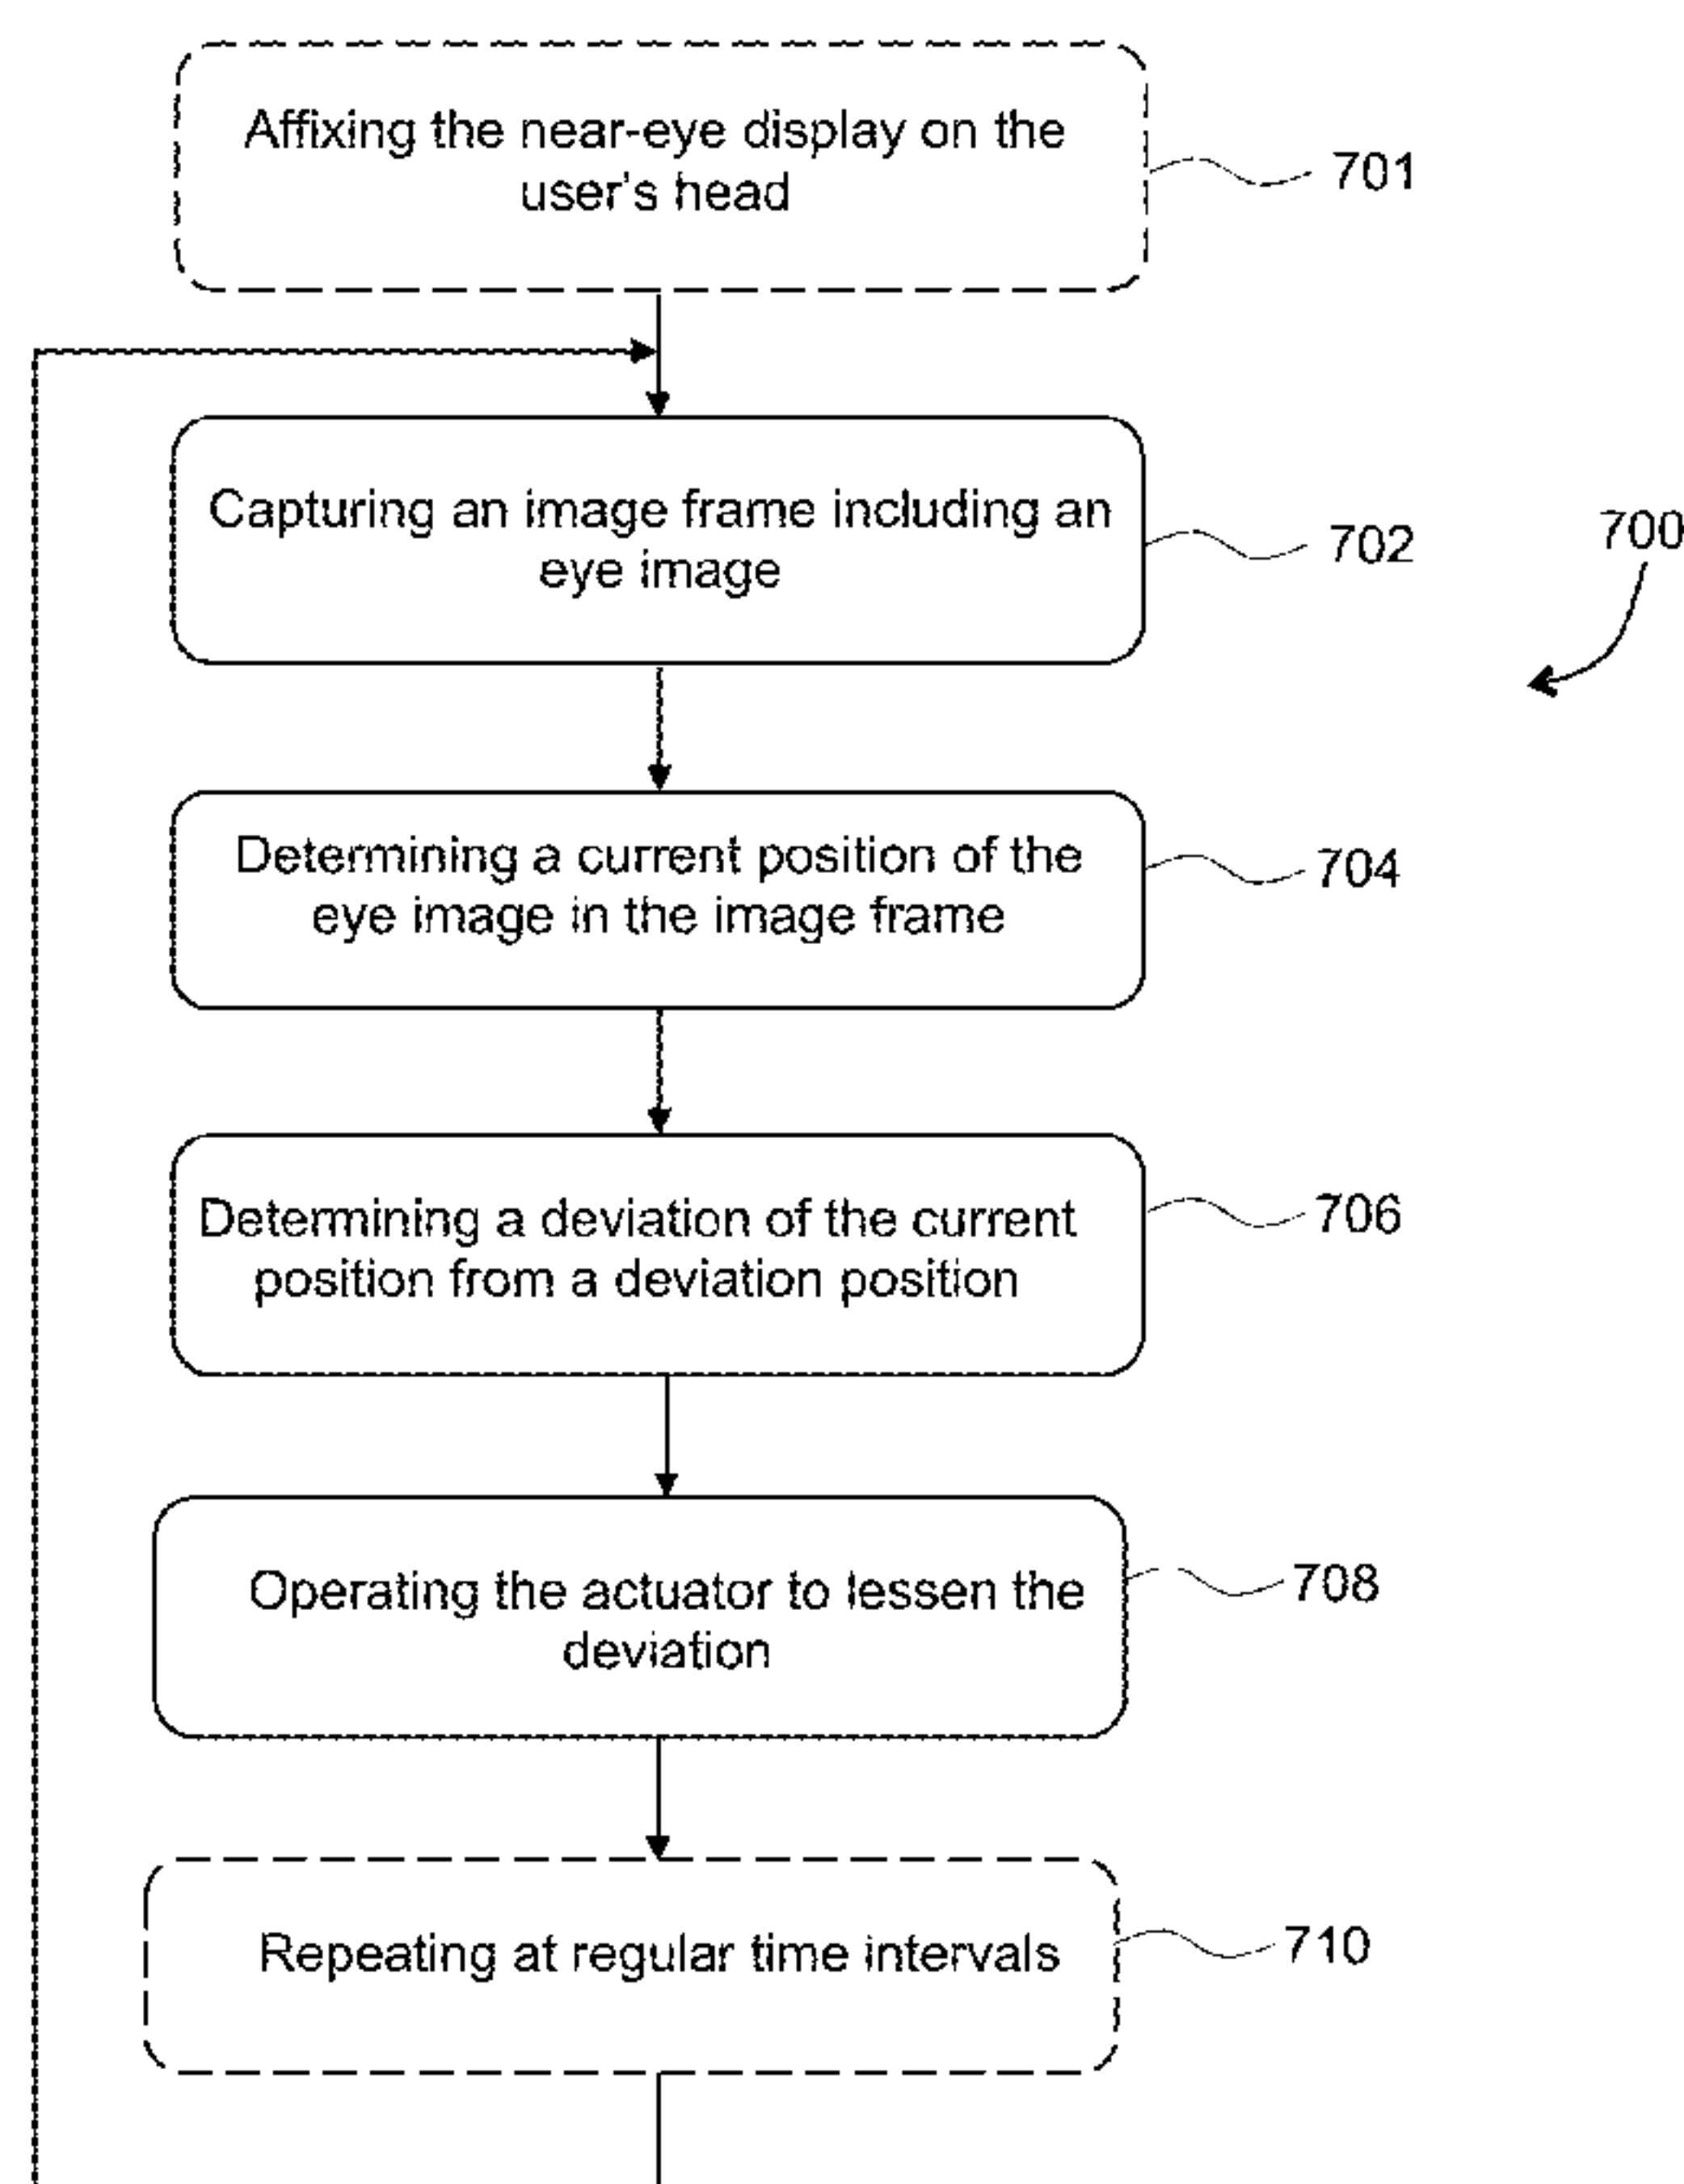 Affixing the near-eye display on the
user's head
701
Capturing an image frame including an
eye image
702
700
Determining a current position of the
eye image in the image frame
704
Determining a deviation of the current
position from a deviation position
706
Operating the actuator to lessen the
deviation
708
Repeating at regular time intervals
710